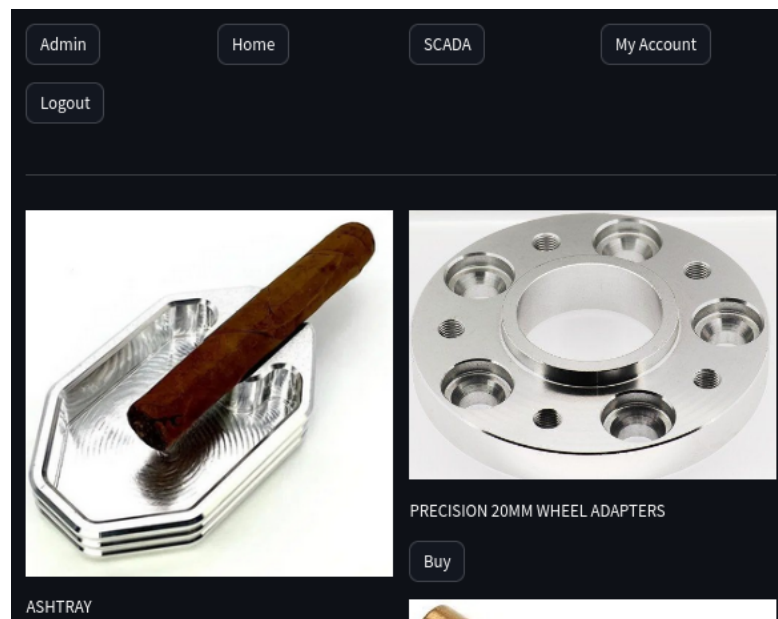 Admin
Home
SCADA
My Account
Logout
PRECISION 20MM WHEEL ADAPTERS
Buy
ASHTRAY